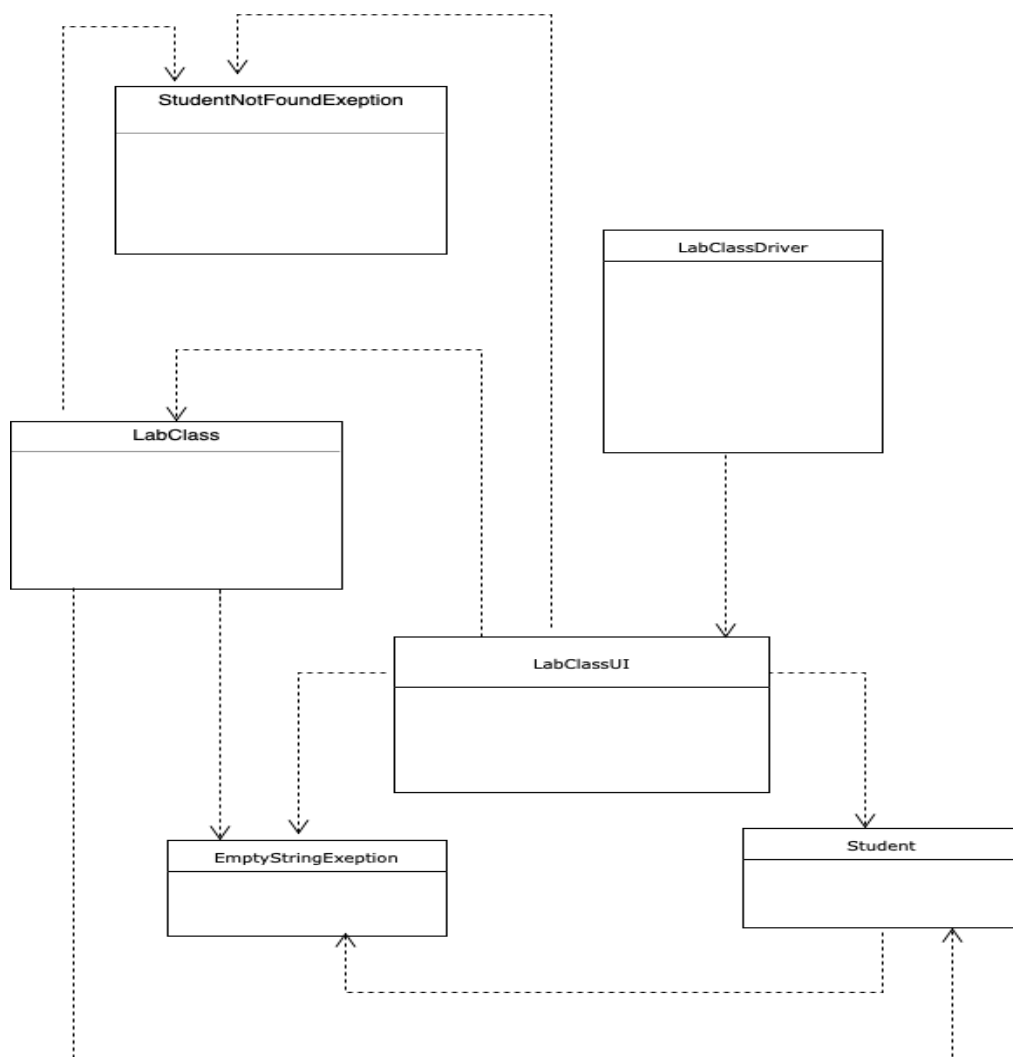 StudentNotFoundExeption
LabClassDriver
LabClass
LabClassUI
EmptyStringExeption
Student